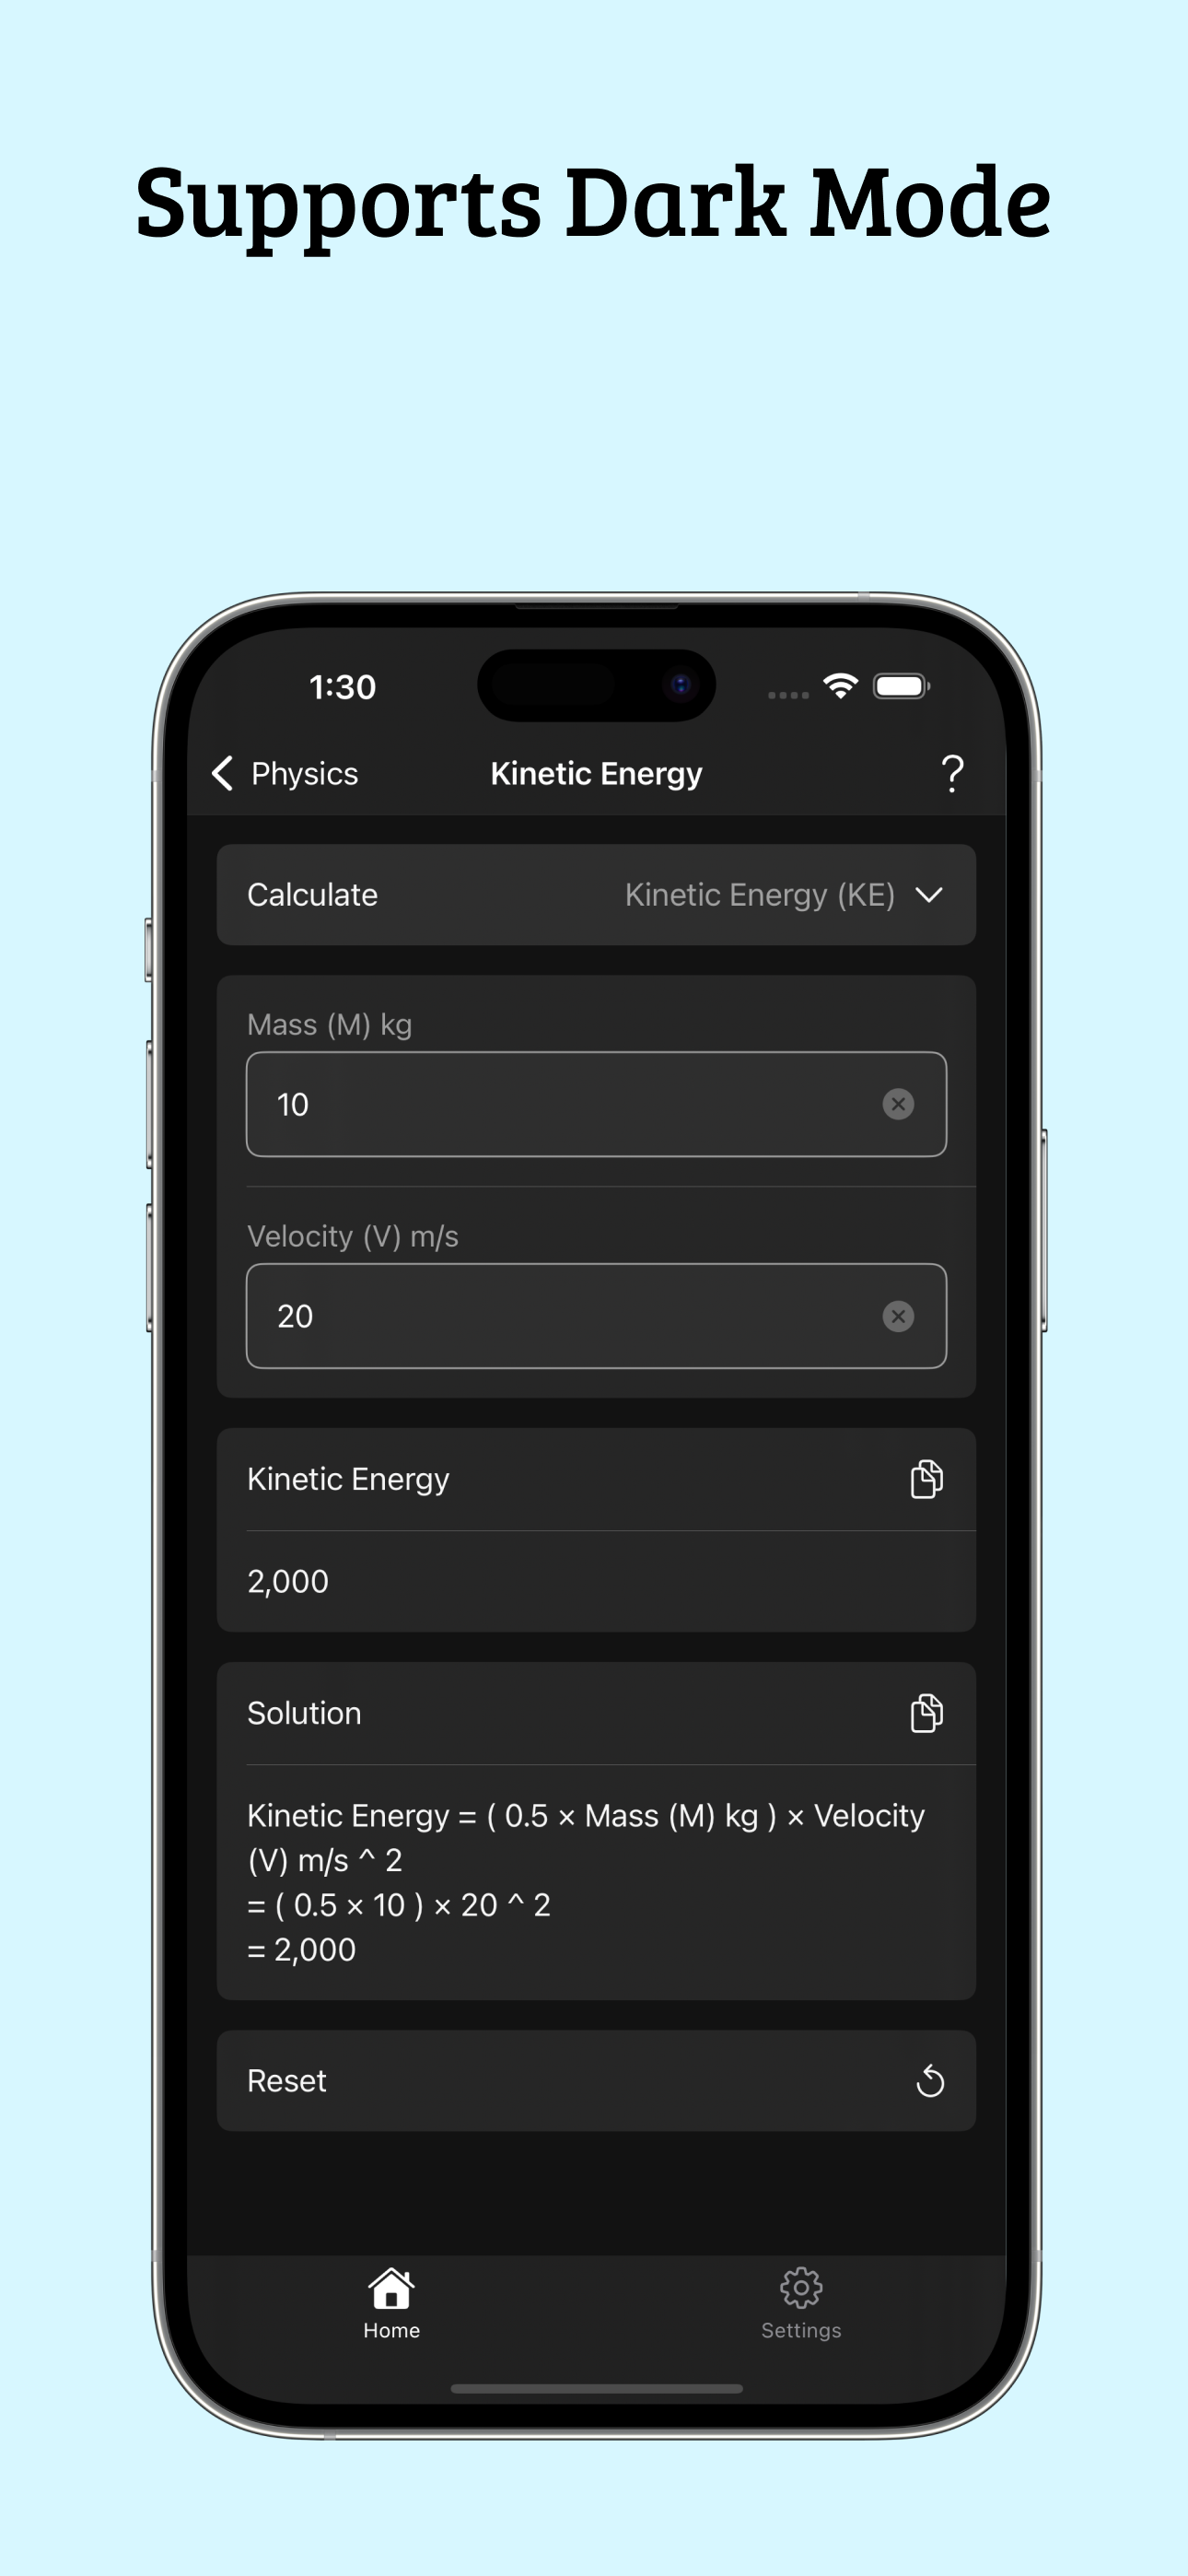 Supports Dark Mode
1:30
Physics
Kinetic Energy
?
Calculate
Kinetic Energy (KE)
Mass (M) kg
10
Velocity (V) m/s
20
Kinetic Energy
2,000
Solution
Kinetic Energy = ( 0.5 × Mass (M) kg ) × Velocity
(V) m/s ^ 2
= ( 0.5 × 10 ) × 20 ^ 2
= 2,000
Reset
Home
Settings